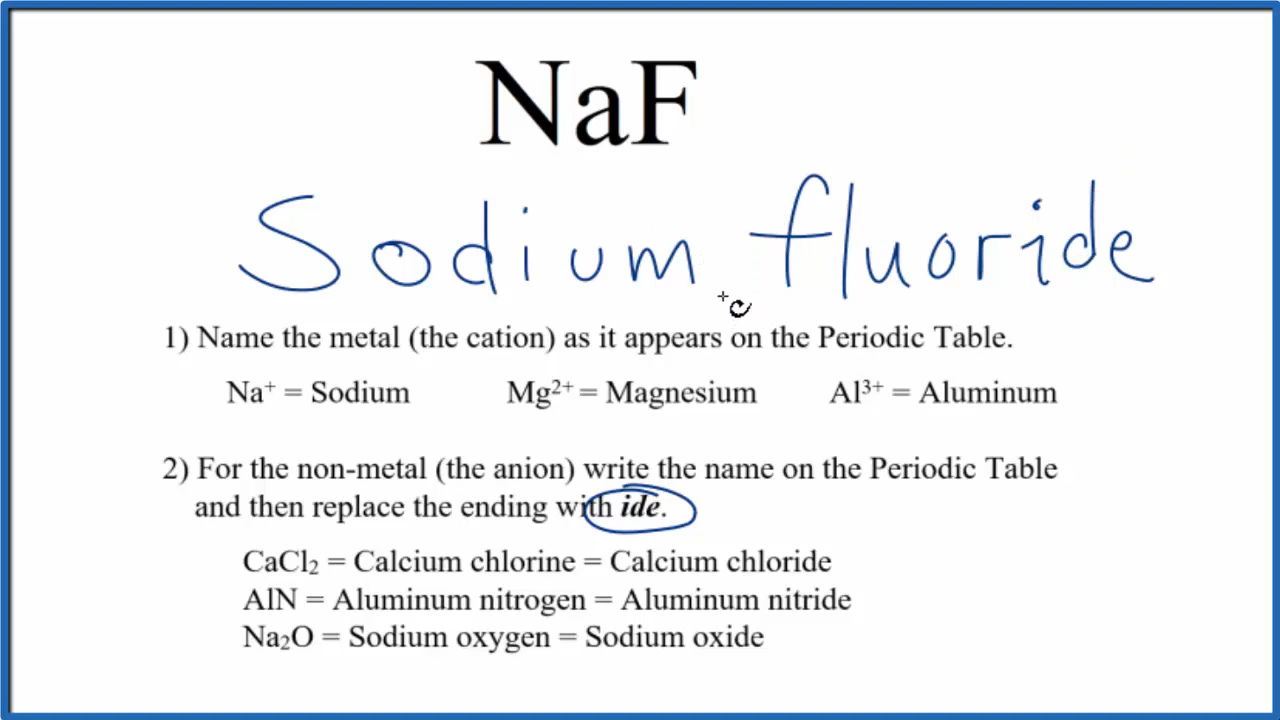 NaF
Sodium fluoride
1) Name the metal (the cation) as it appears on the Periodic Table.
Na⁺ = Sodium Mg²⁺ = Magnesium Al³⁺ = Aluminum
2) For the non-metal (the anion) write the name on the Periodic Table
and then replace the ending with ide.
CaCl₂ = Calcium chlorine = Calcium chloride
AlN = Aluminum nitrogen = Aluminum nitride
Na₂O = Sodium oxygen = Sodium oxide